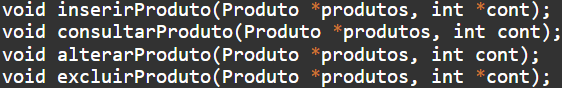 void inserirProduto(Produto *produtos, int *cont);
void consultarProduto(Produto *produtos, int cont);
void alterarProduto(Produto *produtos, int cont);
void excluirProduto(Produto *produtos, int *cont);